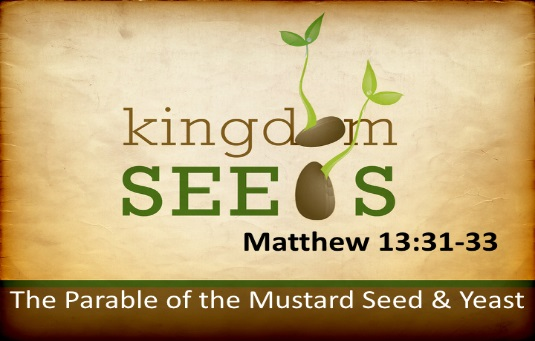 kingdom
SEEDS
Matthew 13:31-33
The Parable of the Mustard Seed & Yeast